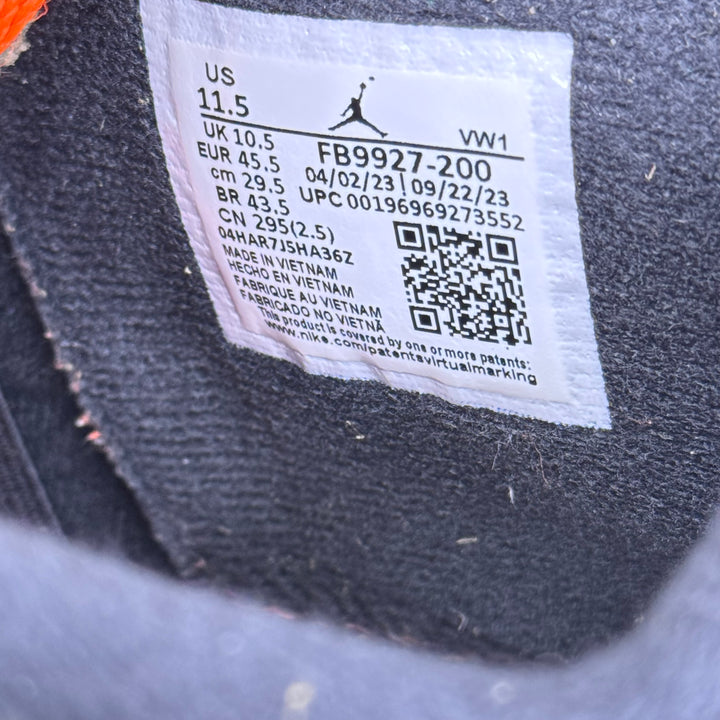 US
11.5
UK 10.5
EUR 45.5
cm 29.5
BR 43.5
CN 295(2.5)
04HAR7J5HA36Z
VW1
FB9927-200
04/02/23 | 09/22/23
UPC 00196969273552
MADE IN VIETNAM
HECHO EN VIETNAM
FABRIQUE AU VIETNAM
FABRICADO NO VIETNÃ
This product is covered by one or more patents:
www.nike.com/patentsvirtualmarking